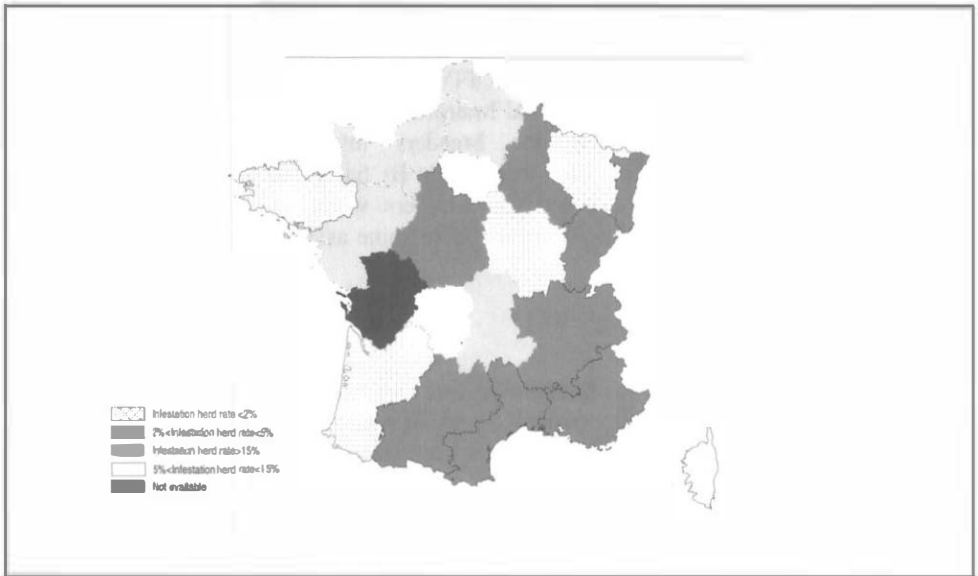 Infestation herd rate <2%
2%<Infestation herd rate<5%
Infestation herd rate>15%
5%<Infestation herd rate<15%
Not available